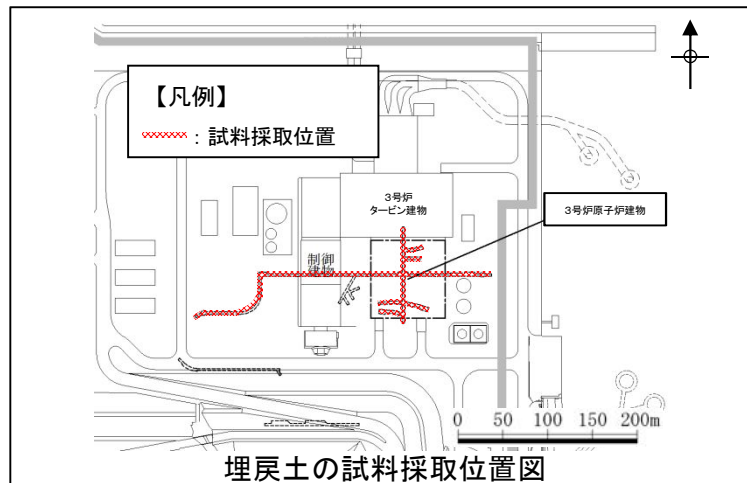 【凡例】
：試料採取位置
3号炉
タービン建物
3号炉原子炉建物
制御
建物
0 50 100 150 200m
埋戻土の試料採取位置図